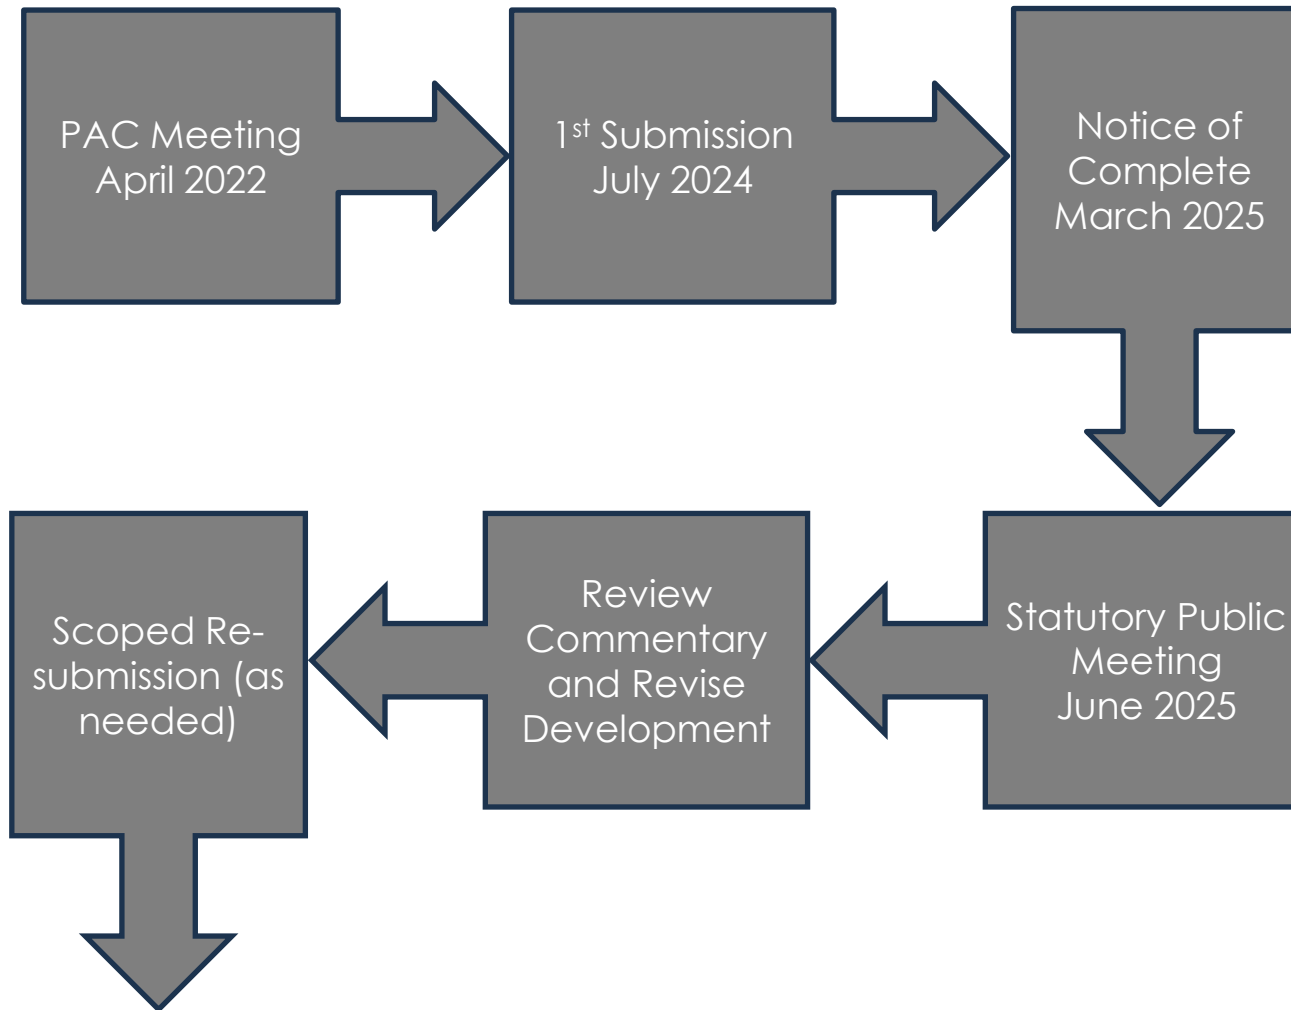 PAC Meeting
April 2022
1st Submission
July 2024
Notice of
Complete
March 2025
Statutory Public
Meeting
June 2025
Review
Commentary
and Revise
Development
Scoped Re-
submission (as
needed)